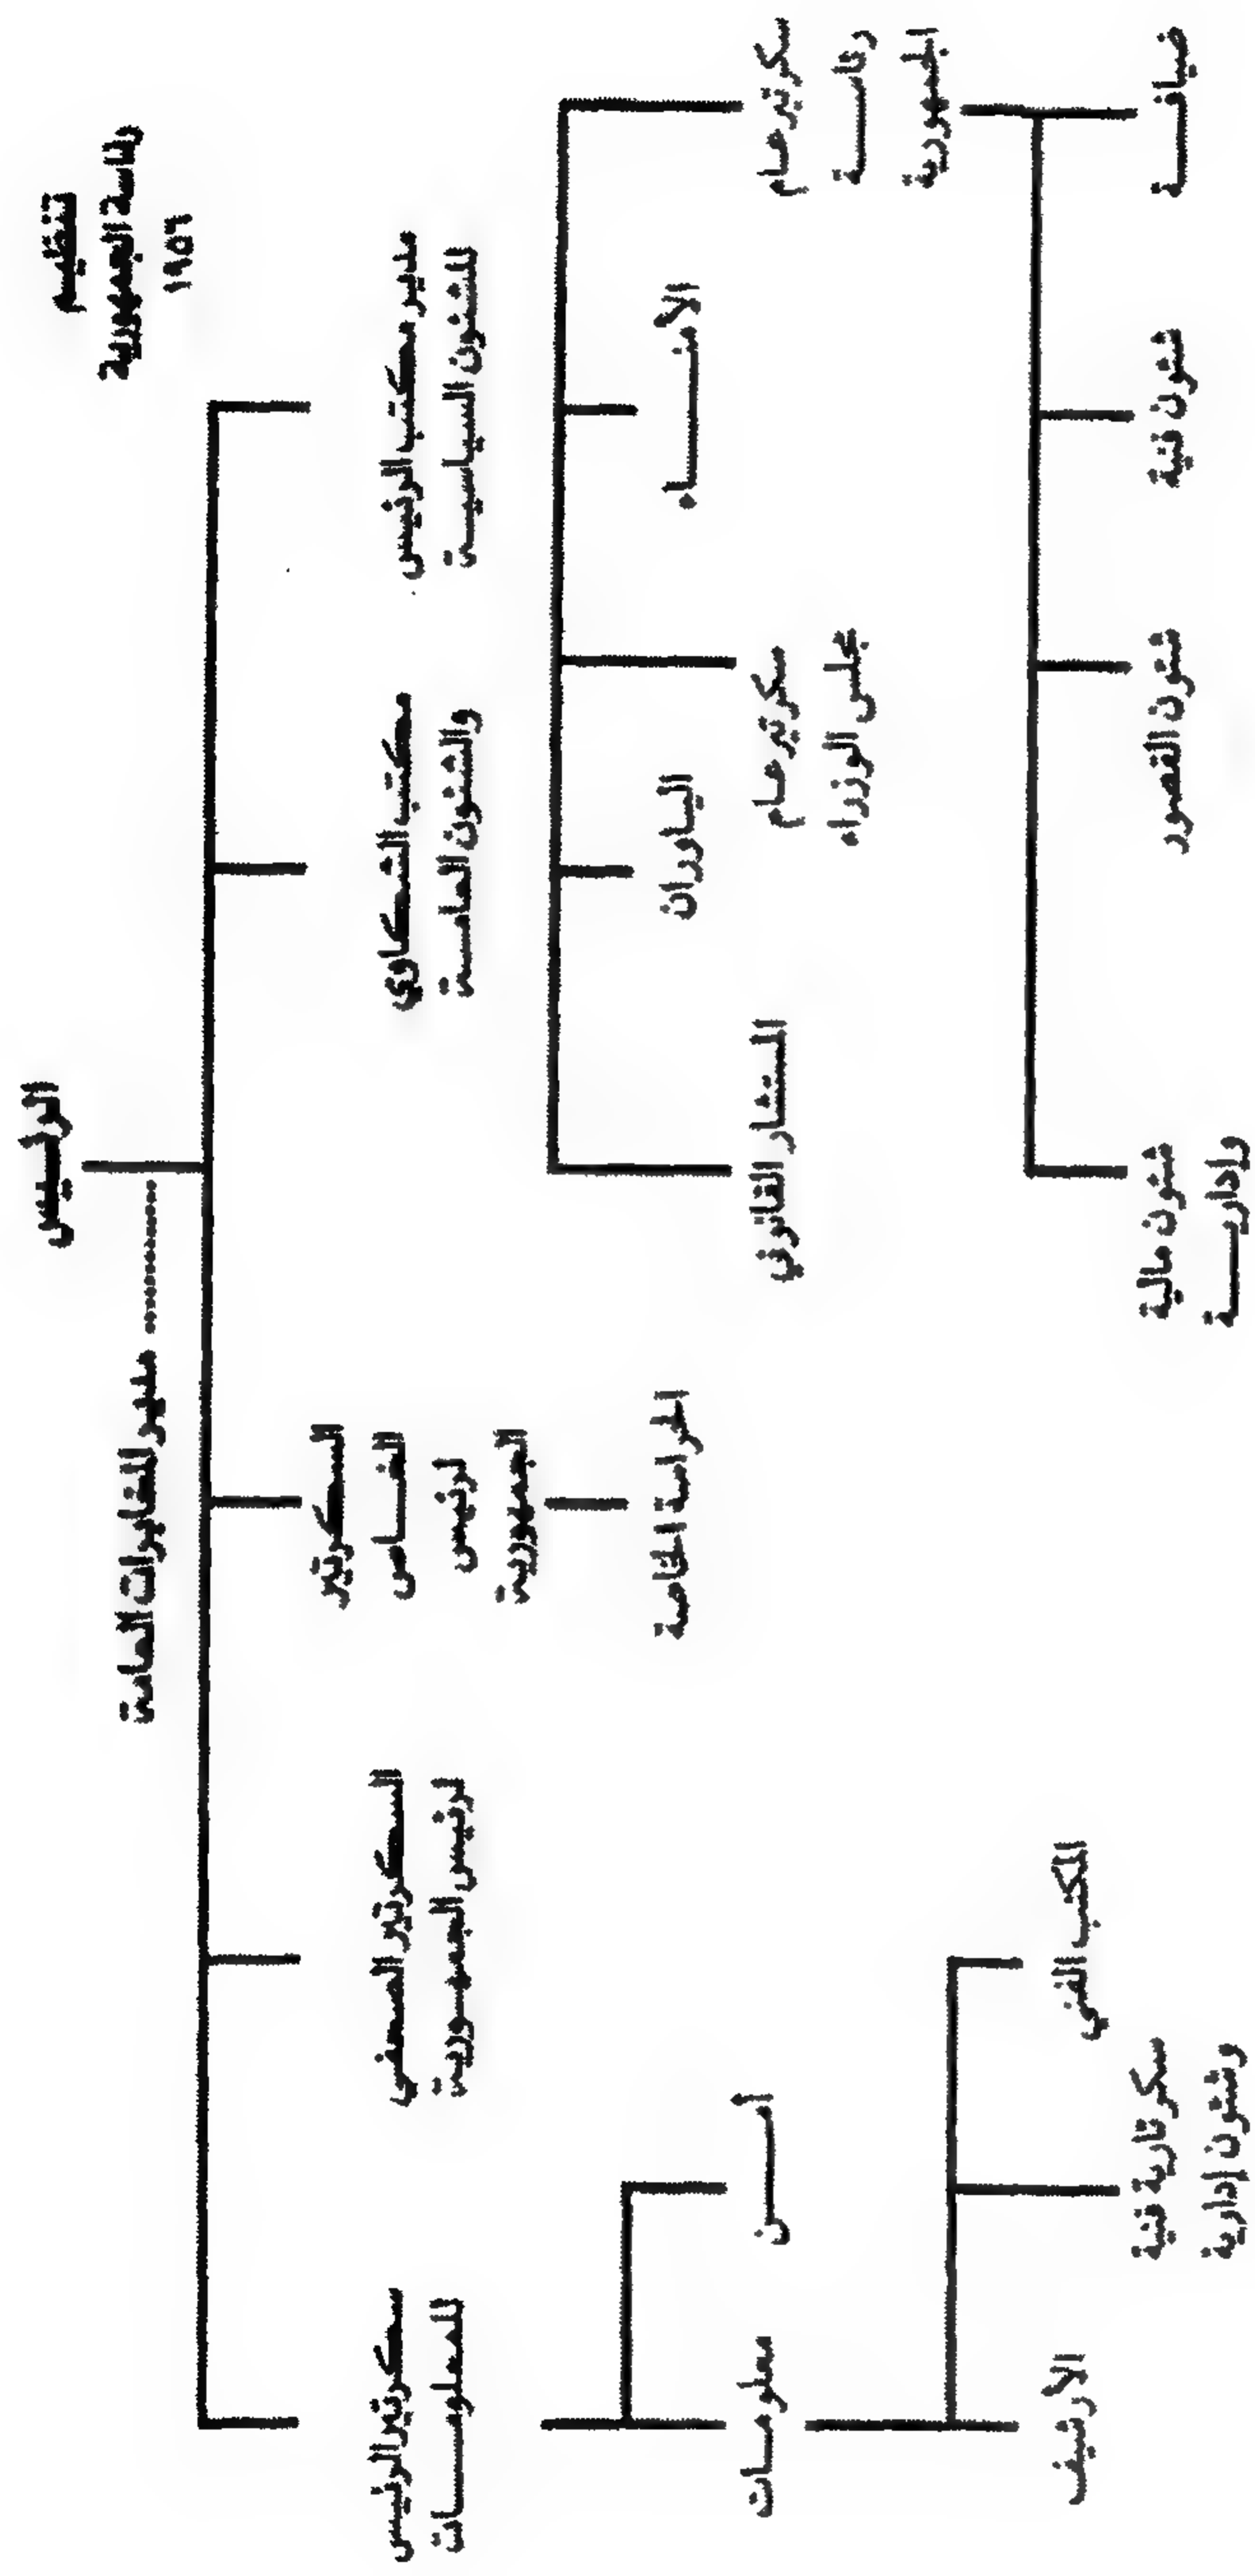 تنظيم
رئاسة الجمهورية
١٩٥٦
الرئيس
مدير المخابرات العامة
مدير مكتب الرئيس
للشئون السياسية
مكتب الشكاوي
والشئون العامة
السكرتير
الخاص
لرئيس
الجمهورية
السكرتير الصحفي
لرئيس الجمهورية
سكرتير الرئيس
للمعلومات
سكرتير عام
رئاسة
الجمهورية
الأمناء
سكرتير عام
مجلس الوزراء
الياوران
المستشار القانوني
الحراسة الخاصة
أمن
معلومات
ضيافة
شئون فنية
شئون القصور
شئون مالية
وإدارية
المكتب الفني
سكرتارية فنية
وشئون إدارية
الأرشيف